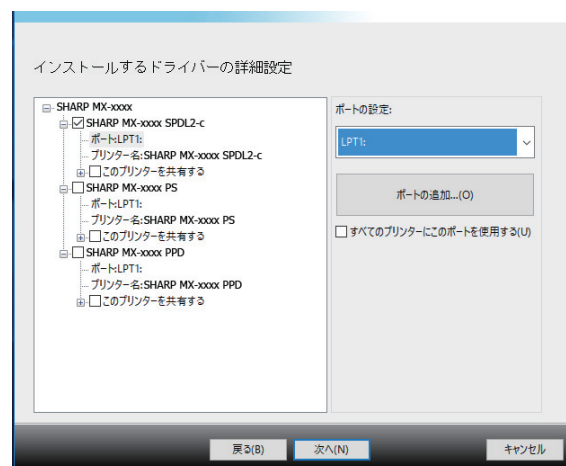 インストールするドライバーの詳細設定
SHARP MX-xxxx
SHARP MX-xxxx SPDL2-c
ポート:LPT1:
プリンター名:SHARP MX-xxxx SPDL2-c
このプリンターを共有する
SHARP MX-xxxx PS
ポート:LPT1:
プリンター名:SHARP MX-xxxx PS
このプリンターを共有する
SHARP MX-xxxx PPD
ポート:LPT1:
プリンター名:SHARP MX-xxxx PPD
このプリンターを共有する
ポートの設定:
LPT1:
ポートの追加...(O)
すべてのプリンターにこのポートを使用する(U)
戻る(B)
次へ(N)
キャンセル